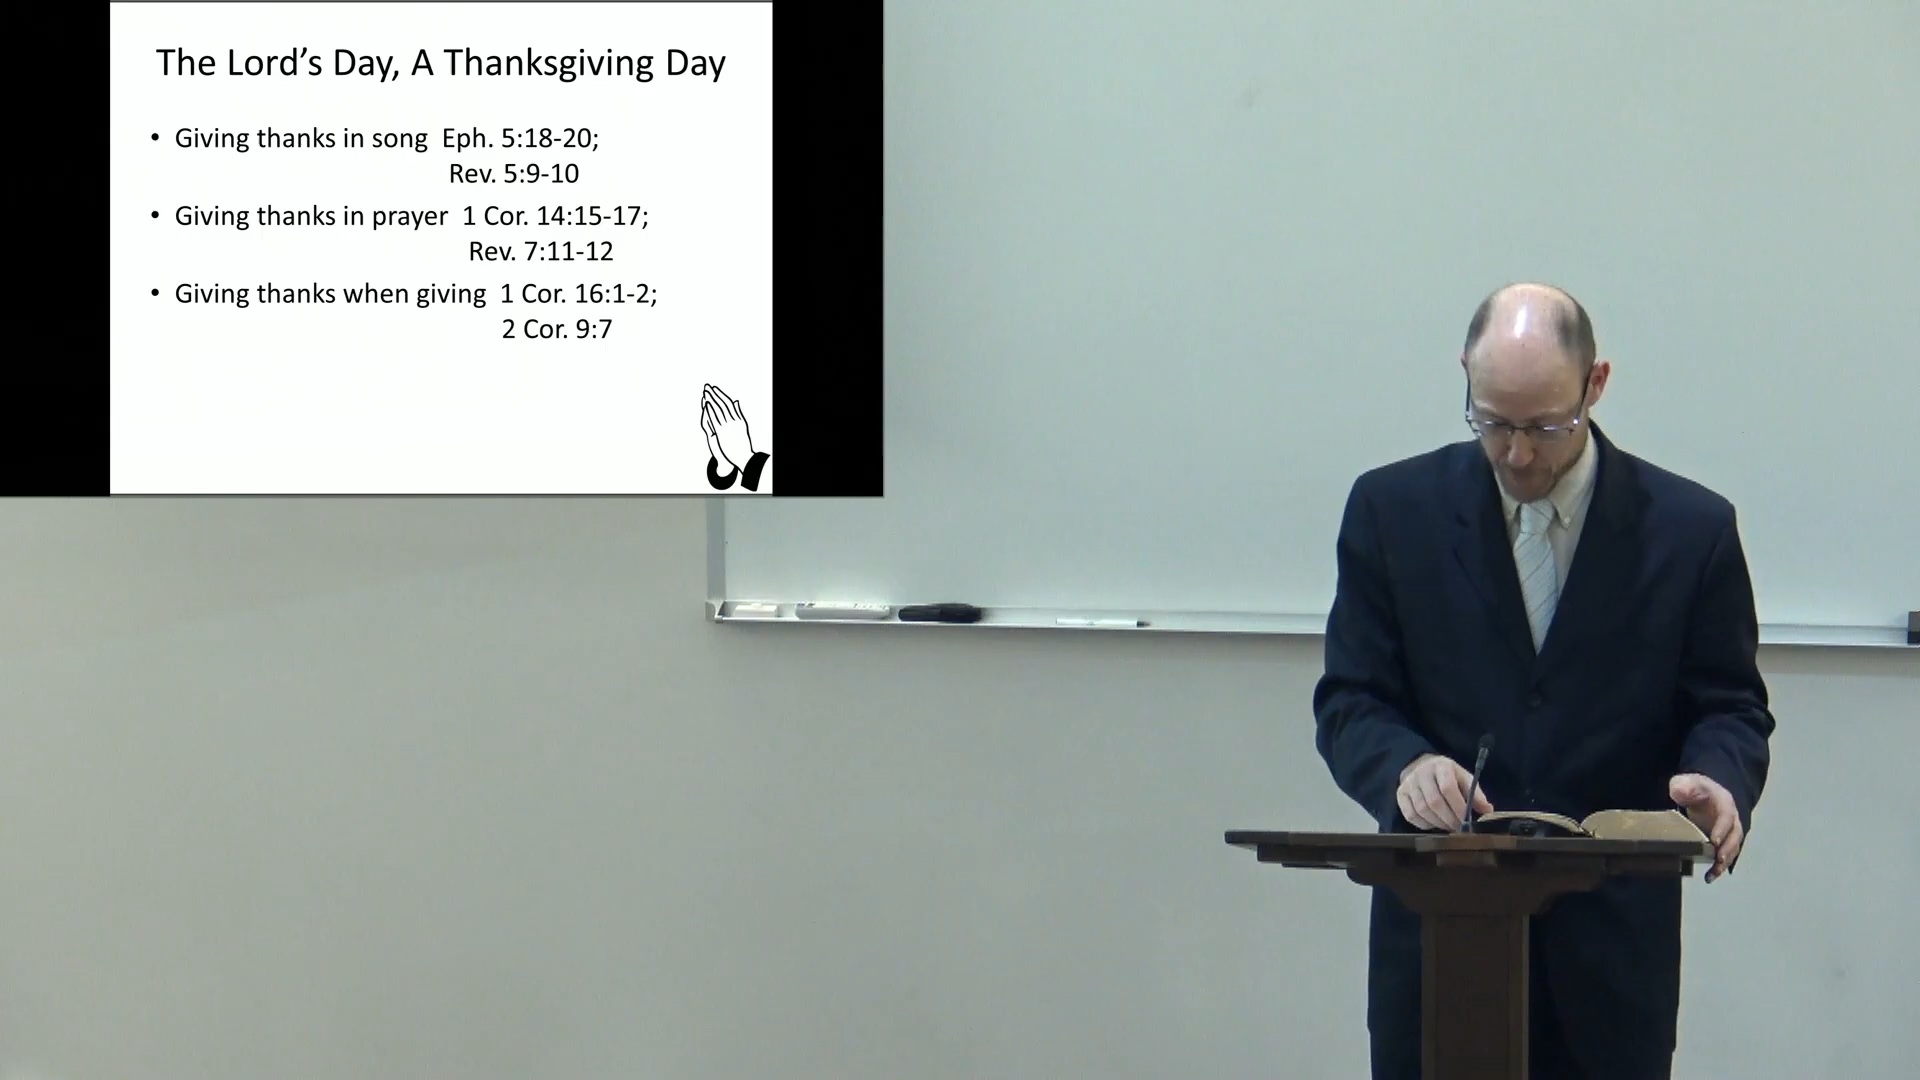 The Lord’s Day, A Thanksgiving Day
• Giving thanks in song Eph. 5:18-20;
Rev. 5:9-10
• Giving thanks in prayer 1 Cor. 14:15-17;
Rev. 7:11-12
• Giving thanks when giving 1 Cor. 16:1-2;
2 Cor. 9:7